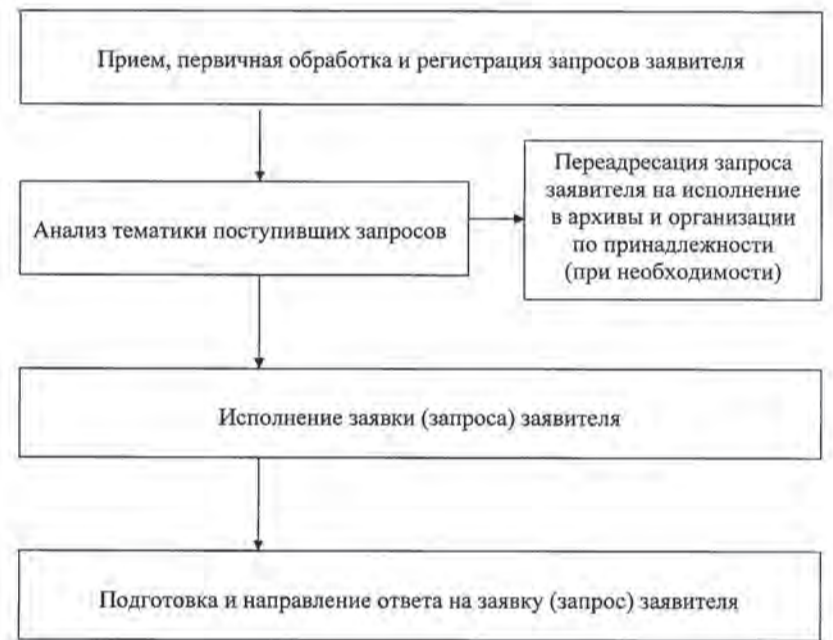 Прием, первичная обработка и регистрация запросов заявителя
Анализ тематики поступивших запросов
Переадресация запроса
заявителя на исполнение
в архивы и организации
по принадлежности
(при необходимости)
Исполнение заявки (запроса) заявителя
Подготовка и направление ответа на заявку (запрос) заявителя